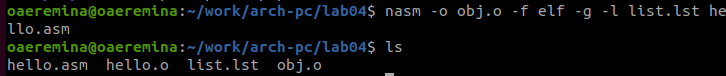 oaeremina@oaeremina:~/work/arch-pc/lab04$ nasm -o obj.o -f elf -g -l list.lst he
llo.asm
oaeremina@oaeremina:~/work/arch-pc/lab04$ ls
hello.asm  hello.o  list.lst  obj.o